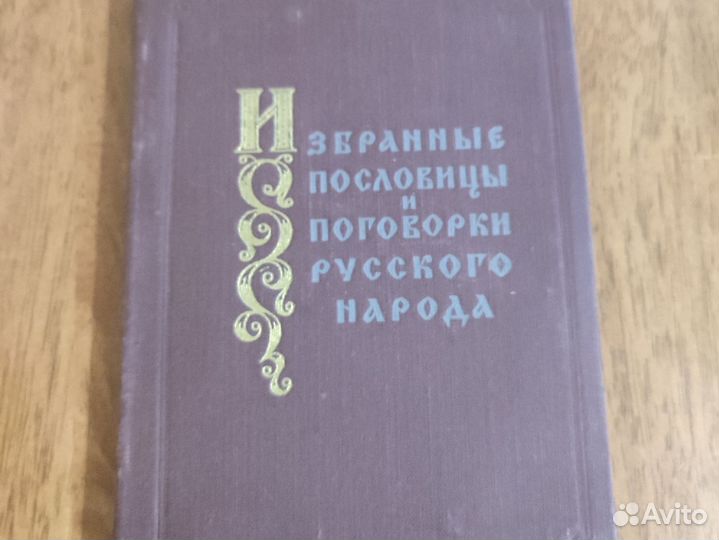 ИЗБРАННЫЕ
ПОСЛОВИЦЫ
И
ПОГОВОРКИ
РУССКОГО
НАРОДА
Avito